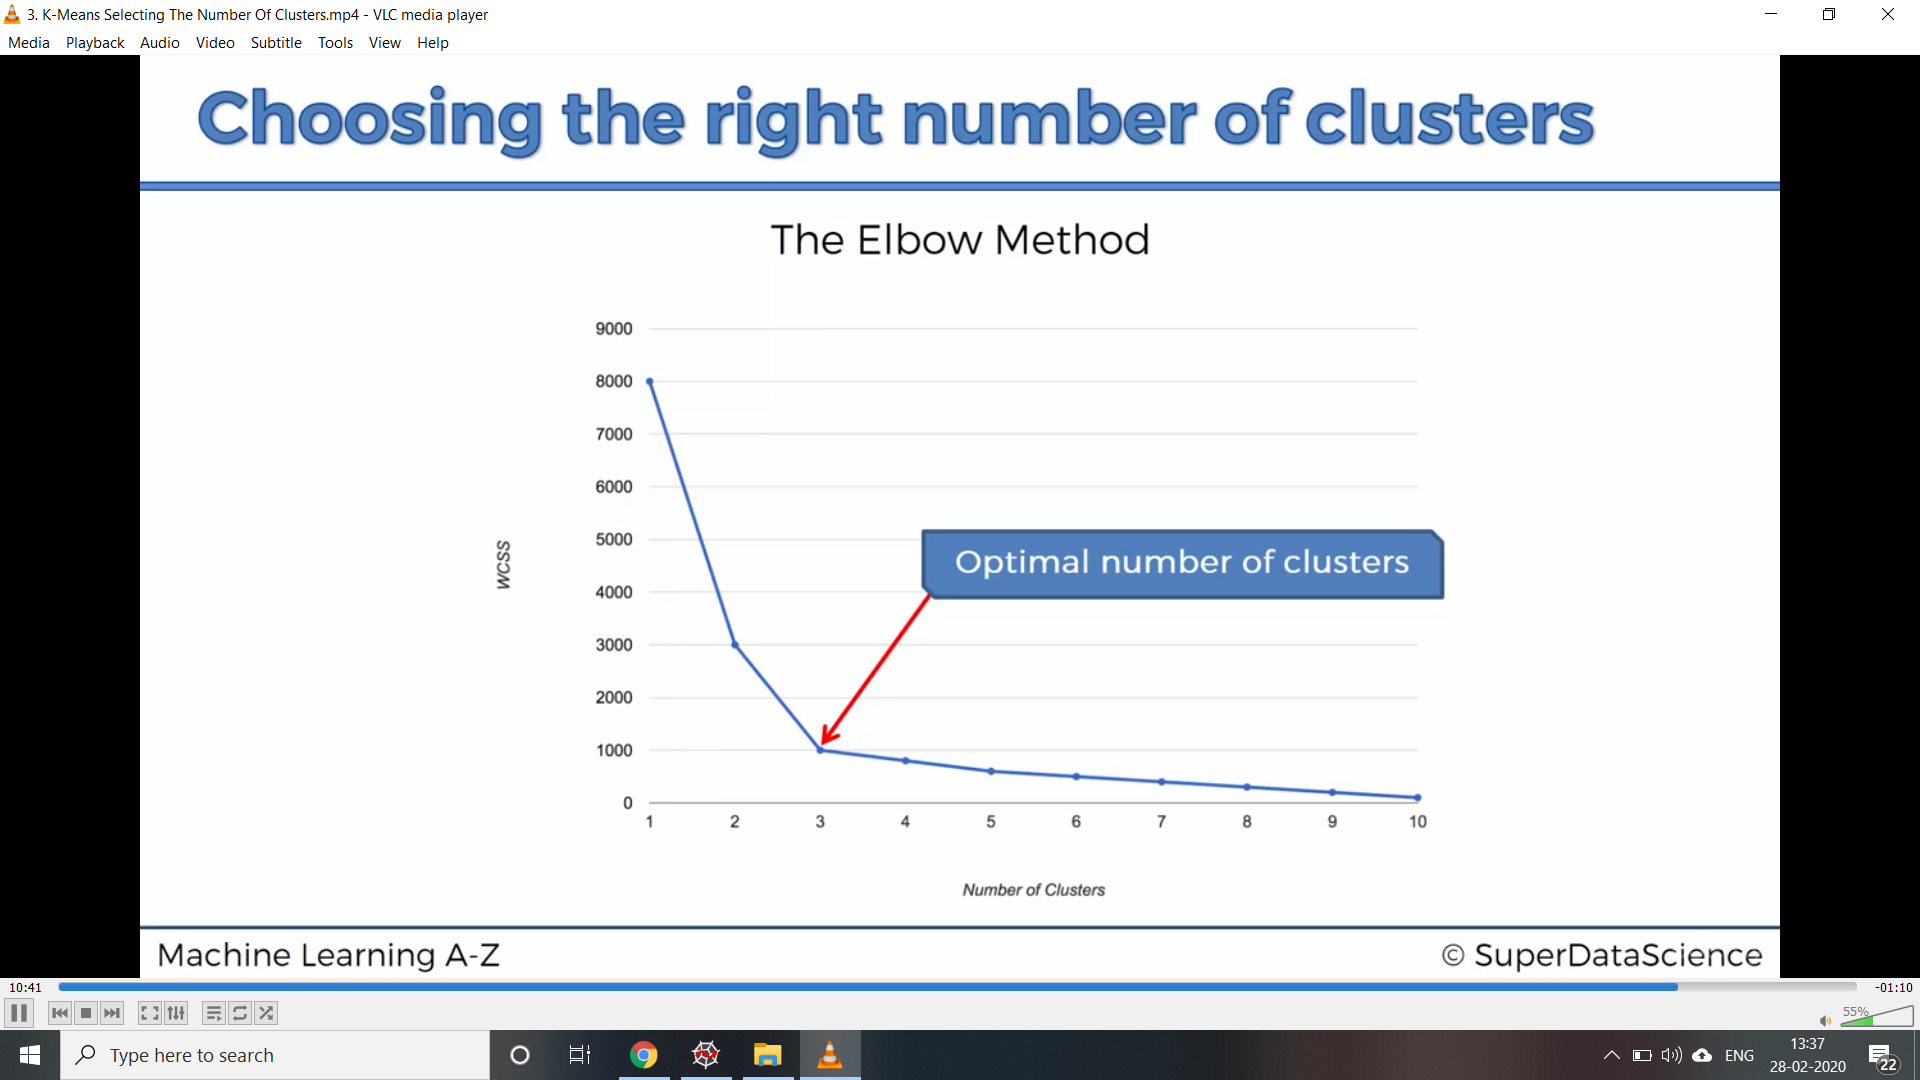 3. K-Means Selecting The Number Of Clusters.mp4 - VLC media player
Media Playback Audio Video Subtitle Tools View Help
Choosing the right number of clusters
The Elbow Method
9000
8000
7000
6000
5000
4000
3000
2000
1000
0
WCSS
Optimal number of clusters
1 2 3 4 5 6 7 8 9 10
Number of Clusters
Machine Learning A-Z
© SuperDataScience
10:41 -01:10
55%
Type here to search
ENG
13:37
28-02-2020
22